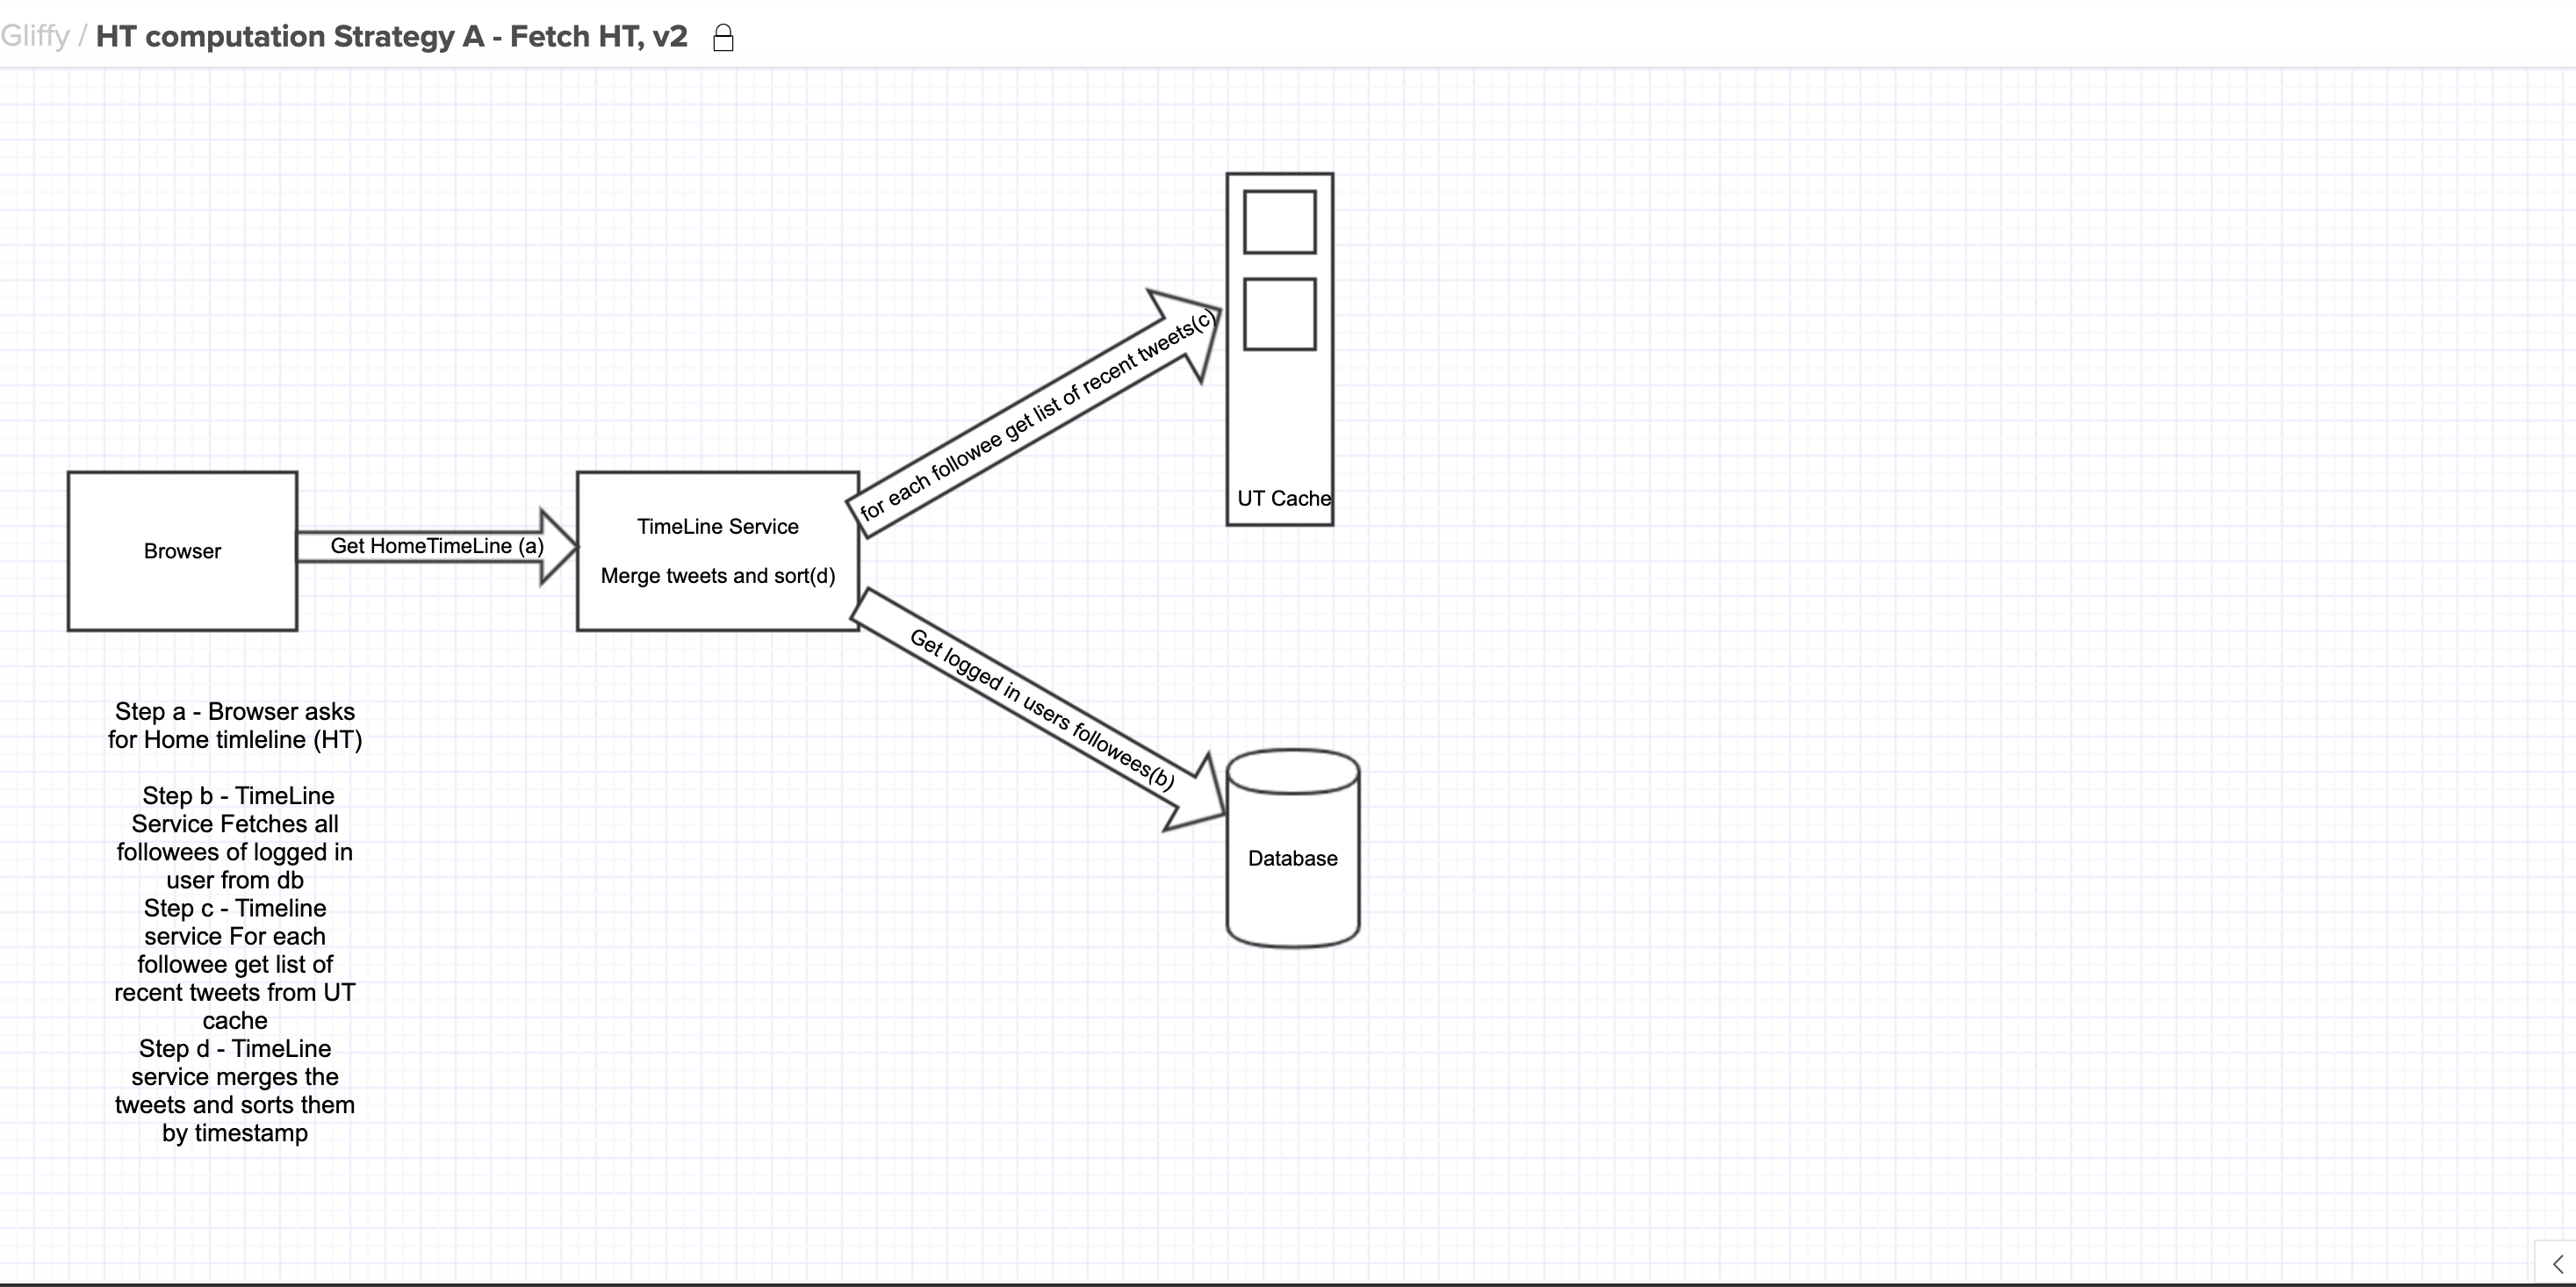 Gliffy / HT computation Strategy A - Fetch HT, v2
for each followee get list of recent tweets(c)
UT Cache
Browser
Get HomeTimeLine (a)
TimeLine Service
Merge tweets and sort(d)
Get logged in users followees(b)
Database
Step a - Browser asks
for Home timleline (HT)
Step b - TimeLine
Service Fetches all
followees of logged in
user from db
Step c - Timeline
service For each
followee get list of
recent tweets from UT
cache
Step d - TimeLine
service merges the
tweets and sorts them
by timestamp